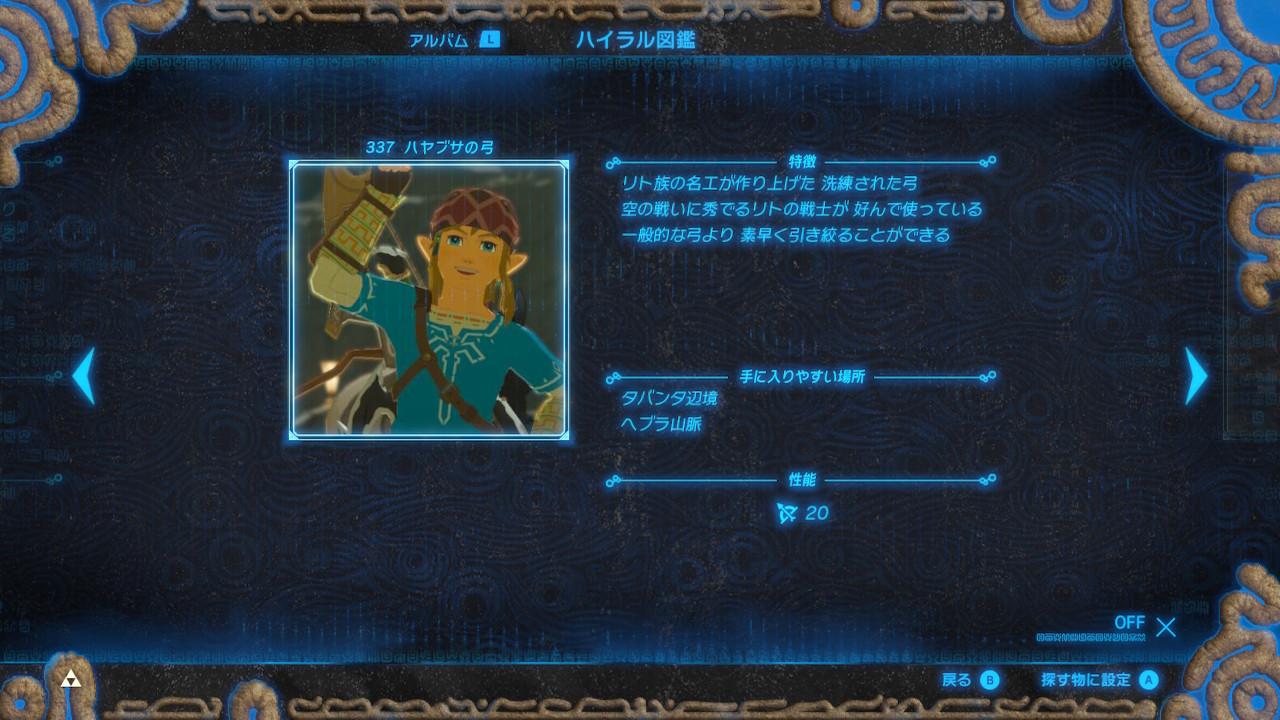 アルバム L
ハイラル図鑑
337 ハヤブサの弓
特徴
リト族の名工が作り上げた 洗練された弓
空の戦いに秀でるリトの戦士が 好んで使っている
一般的な弓より 素早く引き絞ることができる
手に入りやすい場所
タバンタ辺境
ヘブラ山脈
性能
20
OFF
戻る B
探す物に設定 A